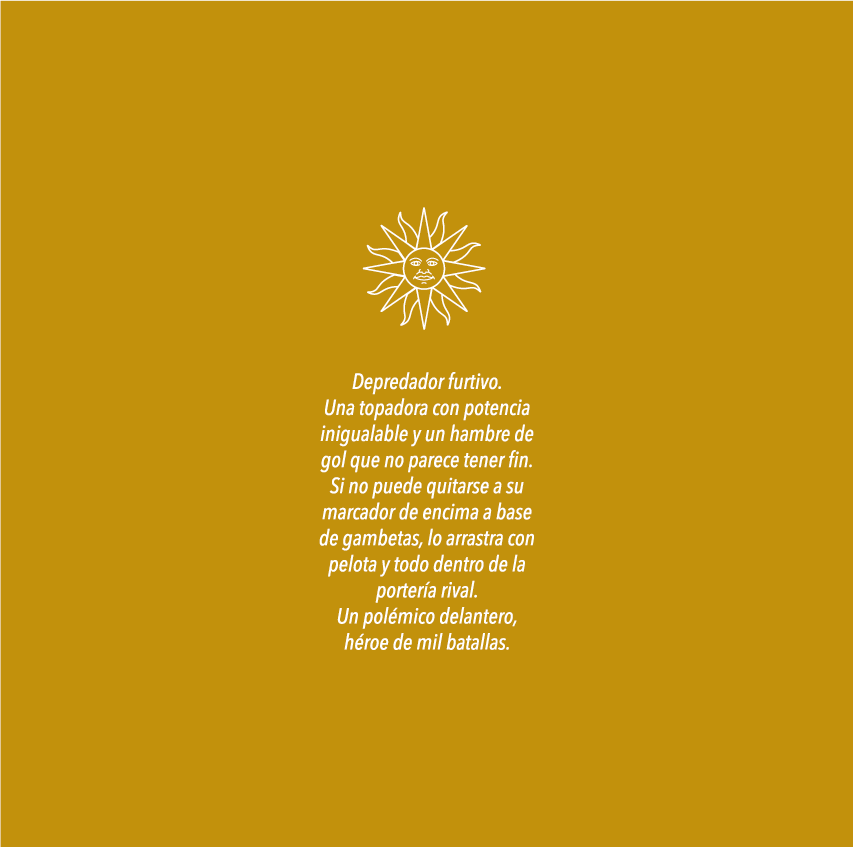 Depredador furtivo.
Una topadora con potencia
inigualable y un hambre de
gol que no parece tener fin.
Si no puede quitarse a su
marcador de encima a base
de gambetas, lo arrastra con
pelota y todo dentro de la
portería rival.
Un polémico delantero,
héroe de mil batallas.